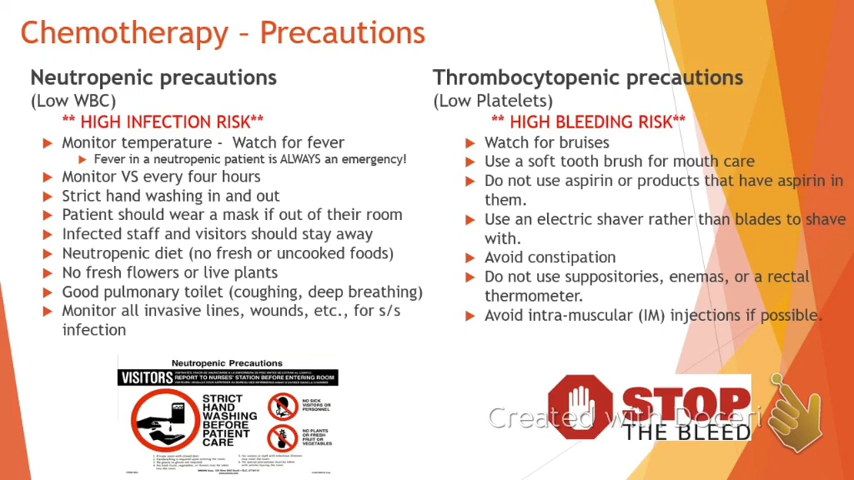 Chemotherapy – Precautions
Neutropenic precautions
(Low WBC)
** HIGH INFECTION RISK**
Monitor temperature - Watch for fever
Fever in a neutropenic patient is ALWAYS an emergency!
Monitor VS every four hours
Strict hand washing in and out
Patient should wear a mask if out of their room
Infected staff and visitors should stay away
Neutropenic diet (no fresh or uncooked foods)
No fresh flowers or live plants
Good pulmonary toilet (coughing, deep breathing)
Monitor all invasive lines, wounds, etc., for s/s
infection
Thrombocytopenic precautions
(Low Platelets)
** HIGH BLEEDING RISK**
Watch for bruises
Use a soft tooth brush for mouth care
Do not use aspirin or products that have aspirin in
them.
Use an electric shaver rather than blades to shave
with.
Avoid constipation
Do not use suppositories, enemas, or a rectal
thermometer.
Avoid intra-muscular (IM) injections if possible.
Neutropenic Precautions
VISITORS
REPORT TO NURSES' STATION BEFORE ENTERING ROOM
STRICT
HAND
WASHING
BEFORE
PATIENT
CARE
NO SICK
VISITORS OR
PERSONNEL
NO PLANTS
OR FRESH
FRUIT OR
VEGETABLES
STOP
THE BLEED
Created with Doceri